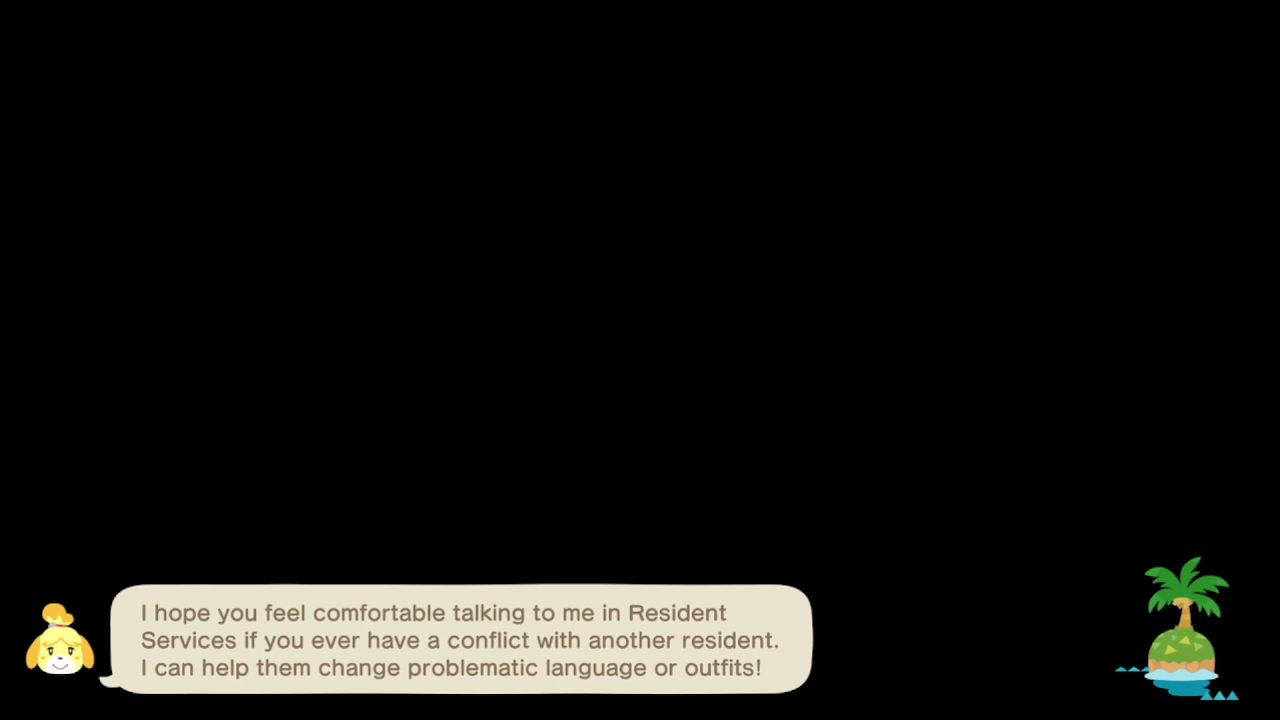 I hope you feel comfortable talking to me in Resident
Services if you ever have a conflict with another resident.
I can help them change problematic language or outfits!